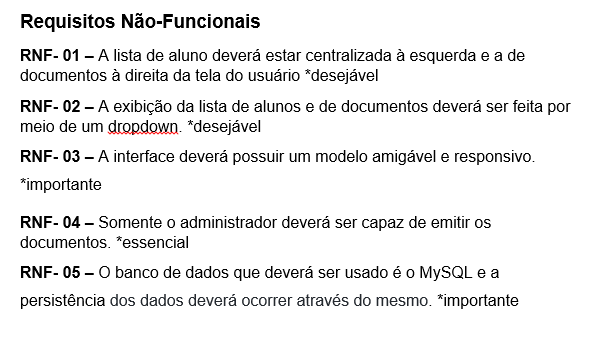 Requisitos Não-Funcionais
RNF- 01 – A lista de aluno deverá estar centralizada à esquerda e a de
documentos à direita da tela do usuário *desejável
RNF- 02 – A exibição da lista de alunos e de documentos deverá ser feita por
meio de um dropdown. *desejável
RNF- 03 – A interface deverá possuir um modelo amigável e responsivo.
*importante
RNF- 04 – Somente o administrador deverá ser capaz de emitir os
documentos. *essencial
RNF- 05 – O banco de dados que deverá ser usado é o MySQL e a
persistência dos dados deverá ocorrer através do mesmo. *importante